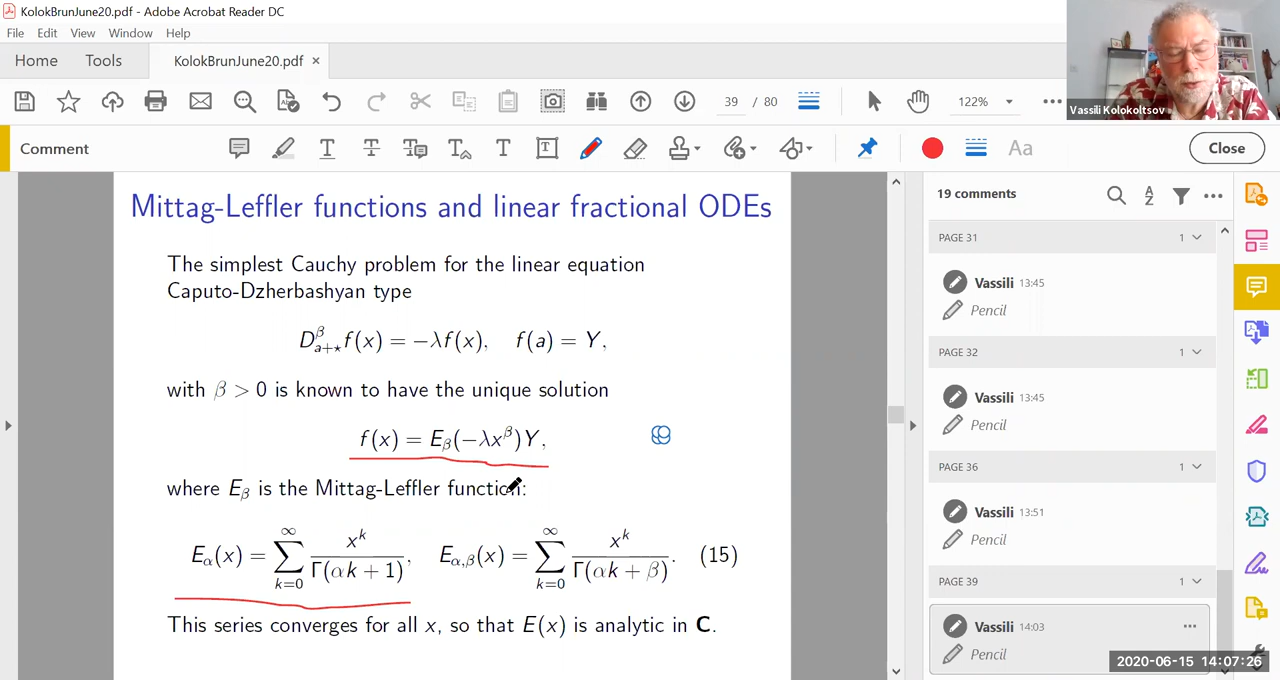 KolokBrunJune20.pdf - Adobe Acrobat Reader DC
File Edit View Window Help
Home Tools KolokBrunJune20.pdf ×
39 / 80 122%
Vassili Kolokoltsov
Comment Aa Close
Mittag-Leffler functions and linear fractional ODEs
The simplest Cauchy problem for the linear equation
Caputo-Dzherbashyan type
D^β_{a+⋆} f(x) = −λf(x), f(a) = Y,
with β > 0 is known to have the unique solution
f(x) = E_β(−λx^β)Y,
where E_β is the Mittag-Leffler function:
E_α(x) = ∑_{k=0}^∞ x^k / Γ(αk + 1), E_{α,β}(x) = ∑_{k=0}^∞ x^k / Γ(αk + β). (15)
This series converges for all x, so that E(x) is analytic in C.
19 comments
PAGE 31 1
Vassili 13:45
Pencil
PAGE 32 1
Vassili 13:45
Pencil
PAGE 36 1
Vassili 13:51
Pencil
PAGE 39 1
Vassili 14:03
Pencil
2020-06-15 14:07:26